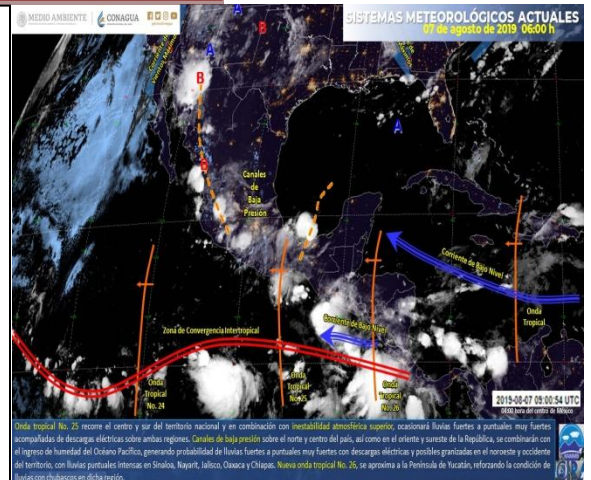 MEDIO AMBIENTE
CONAGUA
SISTEMAS METEOROLÓGICOS ACTUALES
07 de agosto de 2019 06:00 h
A
B
A
B
A
B
Canales
de
Baja
Presión
Corriente de Bajo Nivel
Onda
Tropical
Corriente de Bajo Nivel
Zona de Convergencia Intertropical
Onda
Tropical
No. 24
Onda
Tropical
No. 25
Onda
Tropical
No. 26
2019-08-07 09:00:54 UTC
Onda tropical No. 25 recorre el centro y sur del territorio nacional y en combinación con inestabilidad atmosférica superior, ocasionará lluvias fuertes a puntuales muy fuertes
acompañadas de descargas eléctricas sobre ambas regiones. Canales de baja presión sobre el norte y centro del país, así como en el oriente y sureste de la República, se combinarán con
el ingreso de humedad del Océano Pacífico, generando probabilidad de lluvias fuertes a puntuales muy fuertes con descargas eléctricas y posibles granizadas en el noroeste y occidente
del territorio, con lluvias puntuales intensas en Sinaloa, Nayarit, Jalisco, Oaxaca y Chiapas. Nueva onda tropical No. 26, se aproxima a la Península de Yucatán, reforzando la condición de
lluvias con chubascos en dicha región.